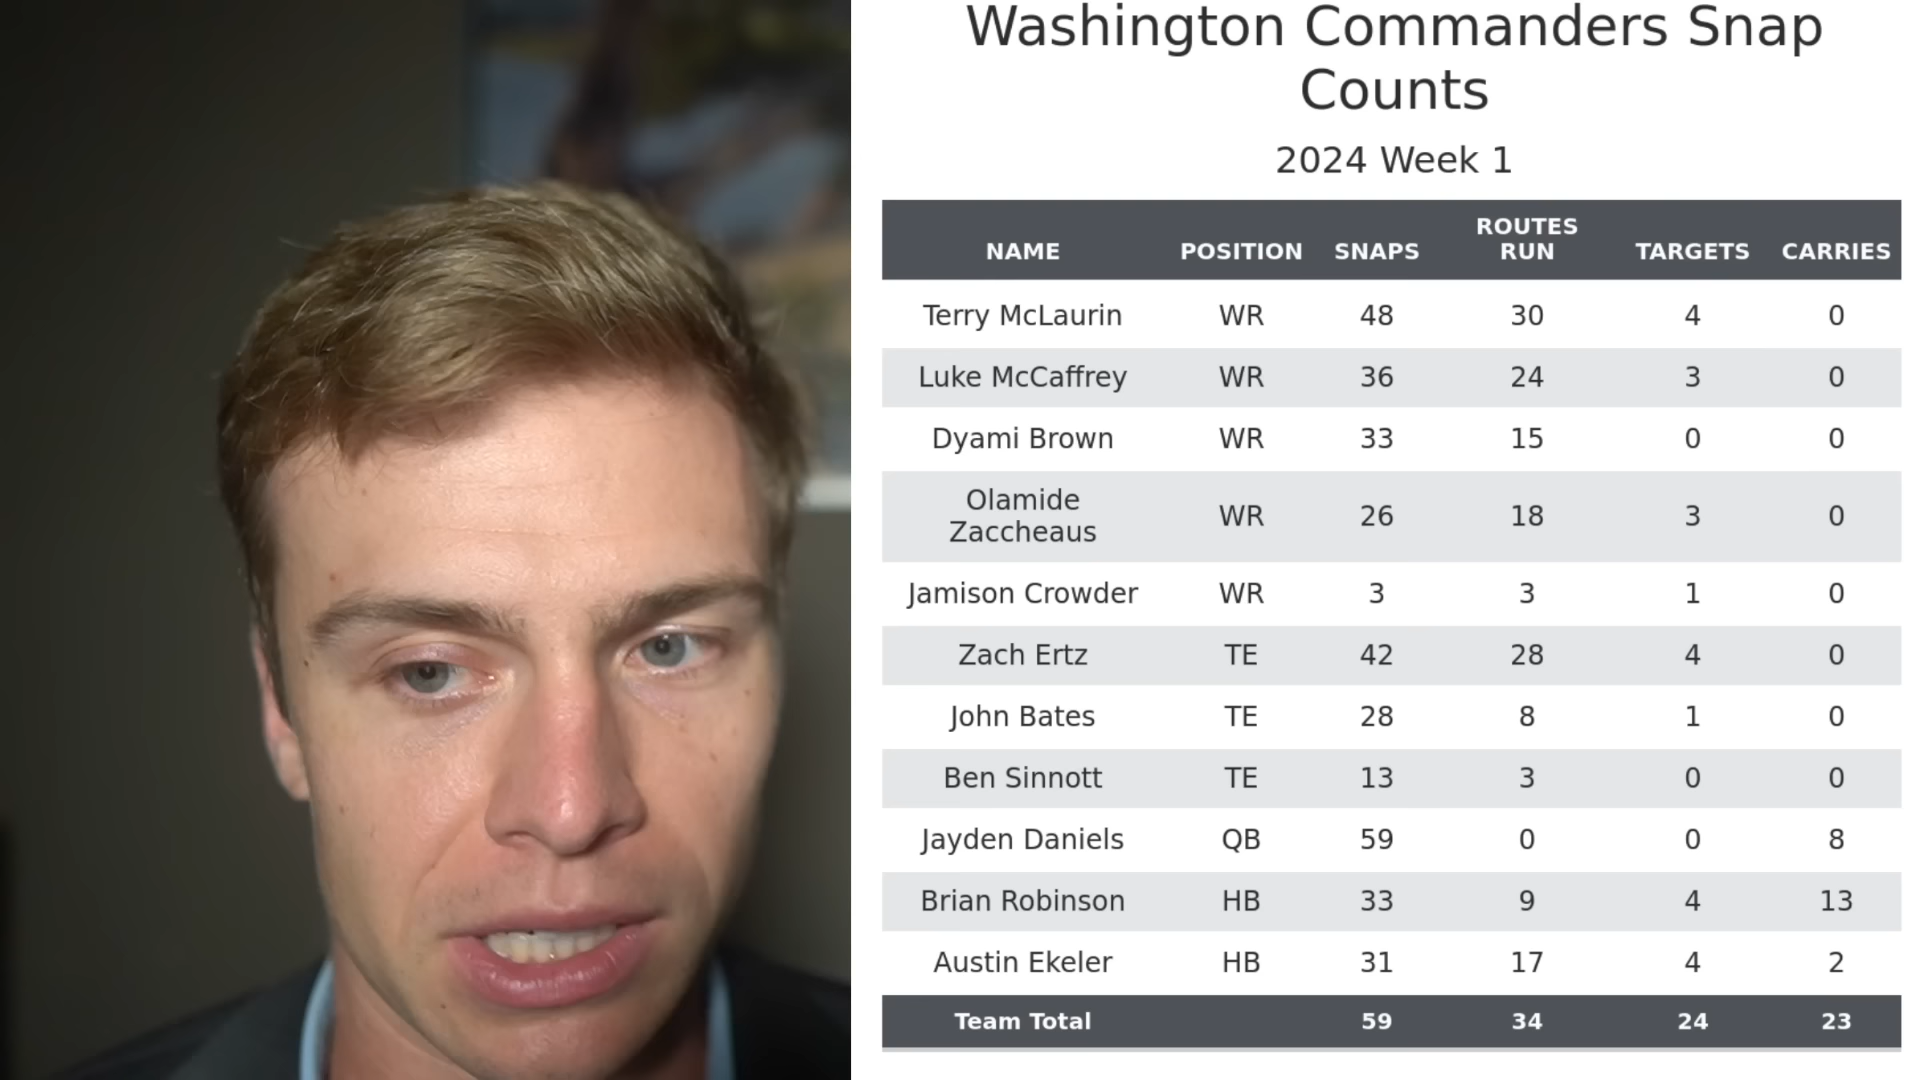 Washington Commanders Snap
Counts
2024 Week 1
NAME POSITION SNAPS ROUTES RUN TARGETS CARRIES
Terry McLaurin WR 48 30 4 0
Luke McCaffrey WR 36 24 3 0
Dyami Brown WR 33 15 0 0
Olamide Zaccheaus WR 26 18 3 0
Jamison Crowder WR 3 3 1 0
Zach Ertz TE 42 28 4 0
John Bates TE 28 8 1 0
Ben Sinnott TE 13 3 0 0
Jayden Daniels QB 59 0 0 8
Brian Robinson HB 33 9 4 13
Austin Ekeler HB 31 17 4 2
Team Total 59 34 24 23